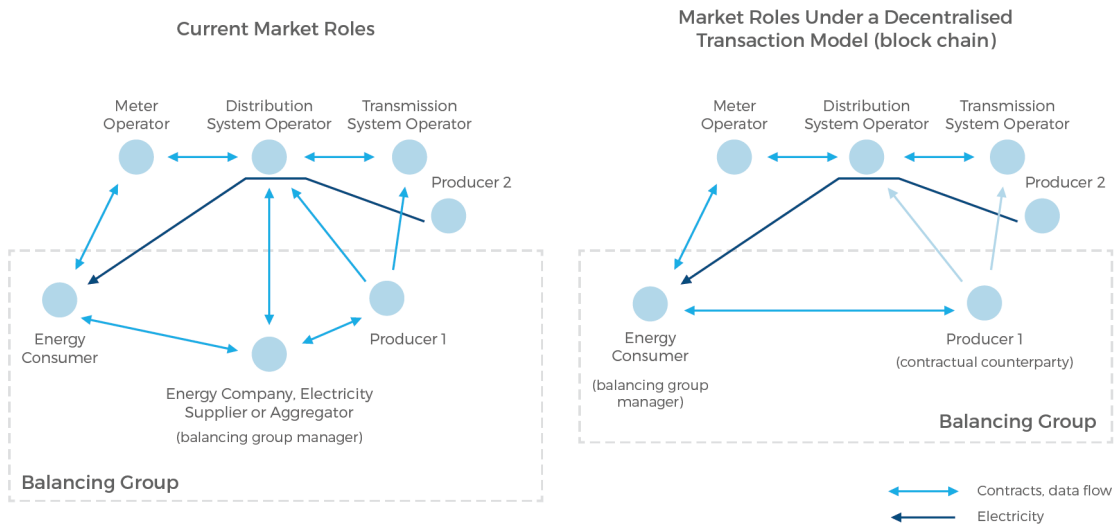 Current Market Roles
Meter
Operator
Distribution
System Operator
Transmission
System Operator
Producer 2
Energy
Consumer
Producer 1
Energy Company, Electricity
Supplier or Aggregator
(balancing group manager)
Balancing Group
Market Roles Under a Decentralised
Transaction Model (block chain)
Meter
Operator
Distribution
System Operator
Transmission
System Operator
Producer 2
Energy
Consumer
(balancing group
manager)
Producer 1
(contractual counterparty)
Balancing Group
Contracts, data flow
Electricity